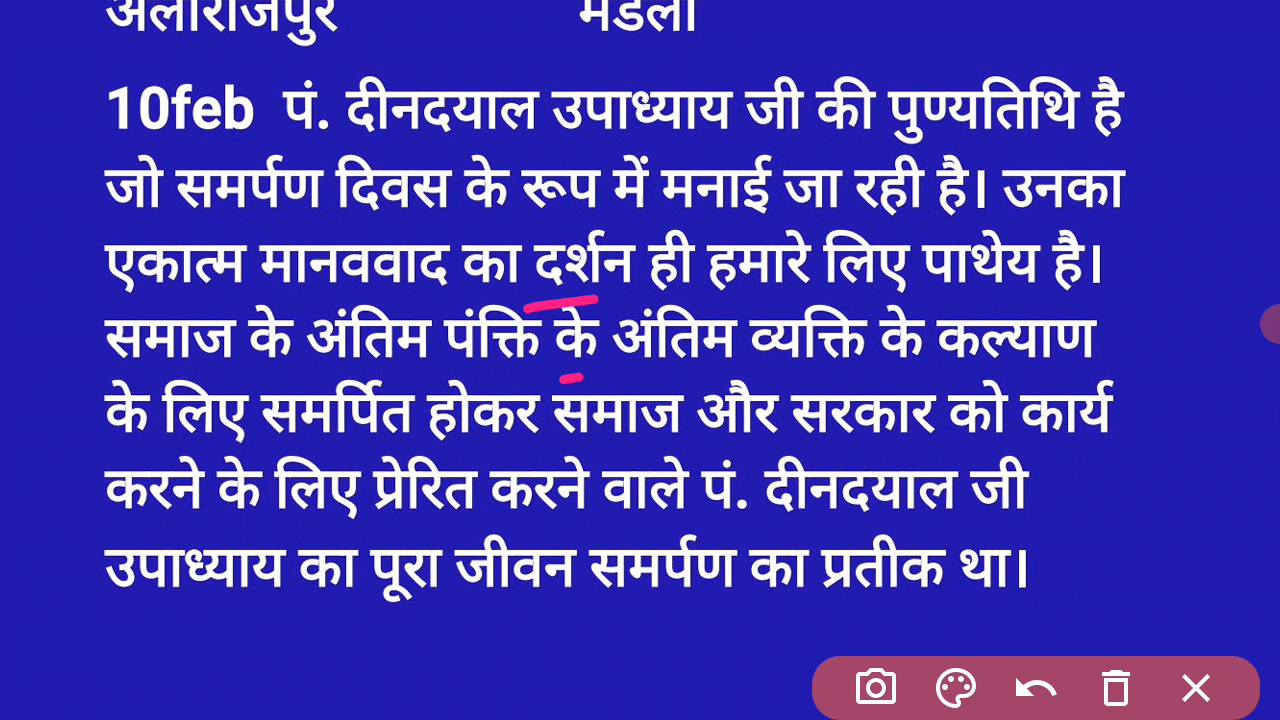 अलीराजपुर मंडला
10feb पं. दीनदयाल उपाध्याय जी की पुण्यतिथि है
जो समर्पण दिवस के रूप में मनाई जा रही है। उनका
एकात्म मानववाद का दर्शन ही हमारे लिए पाथेय है।
समाज के अंतिम पंक्ति के अंतिम व्यक्ति के कल्याण
के लिए समर्पित होकर समाज और सरकार को कार्य
करने के लिए प्रेरित करने वाले पं. दीनदयाल जी
उपाध्याय का पूरा जीवन समर्पण का प्रतीक था।